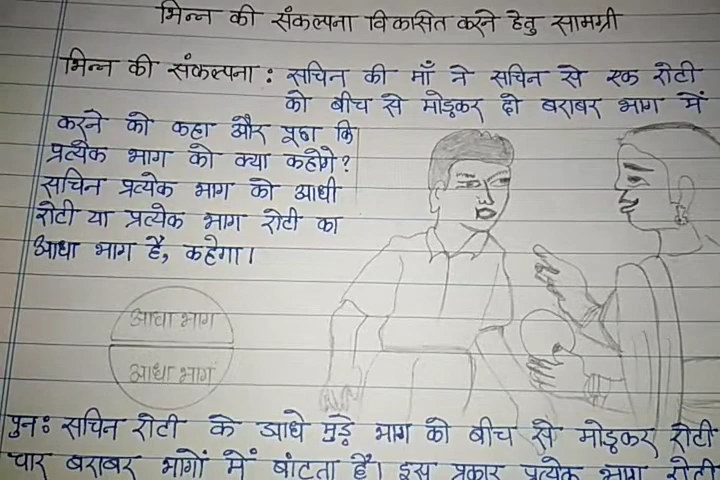 भिन्न की संकल्पना विकसित करने हेतु सामग्री
भिन्न की संकल्पना : सचिन की माँ ने सचिन से एक रोटी
को बीच से मोड़कर दो बराबर भाग में
करने को कहा और पूछा कि
प्रत्येक भाग को क्या कहोगे?
सचिन प्रत्येक भाग को आधी
रोटी या प्रत्येक भाग रोटी का
आधा भाग है, कहेगा।
आधा भाग
आधा भाग
पुनः सचिन रोटी के आधे मुड़े भाग को बीच से मोड़कर रोटी
चार बराबर भागों में बांटता है। इस प्रकार प्रत्येक भाग रोटी